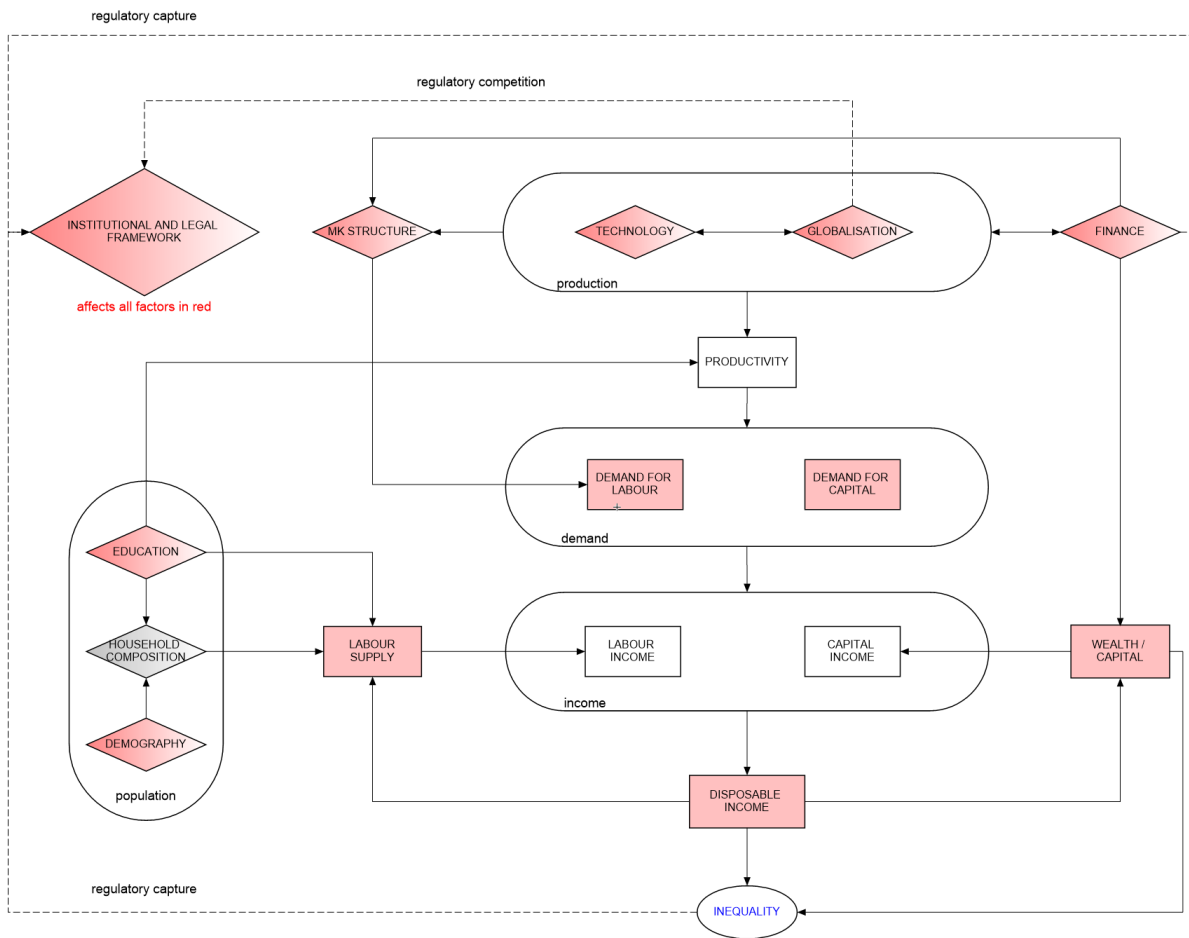 regulatory capture
regulatory competition
INSTITUTIONAL AND LEGAL
FRAMEWORK
affects all factors in red
MK STRUCTURE
TECHNOLOGY
GLOBALISATION
FINANCE
production
PRODUCTIVITY
DEMAND FOR
LABOUR
DEMAND FOR
CAPITAL
demand
EDUCATION
HOUSEHOLD
COMPOSITION
DEMOGRAPHY
population
LABOUR
SUPPLY
LABOUR
INCOME
CAPITAL
INCOME
income
WEALTH /
CAPITAL
DISPOSABLE
INCOME
regulatory capture
INEQUALITY